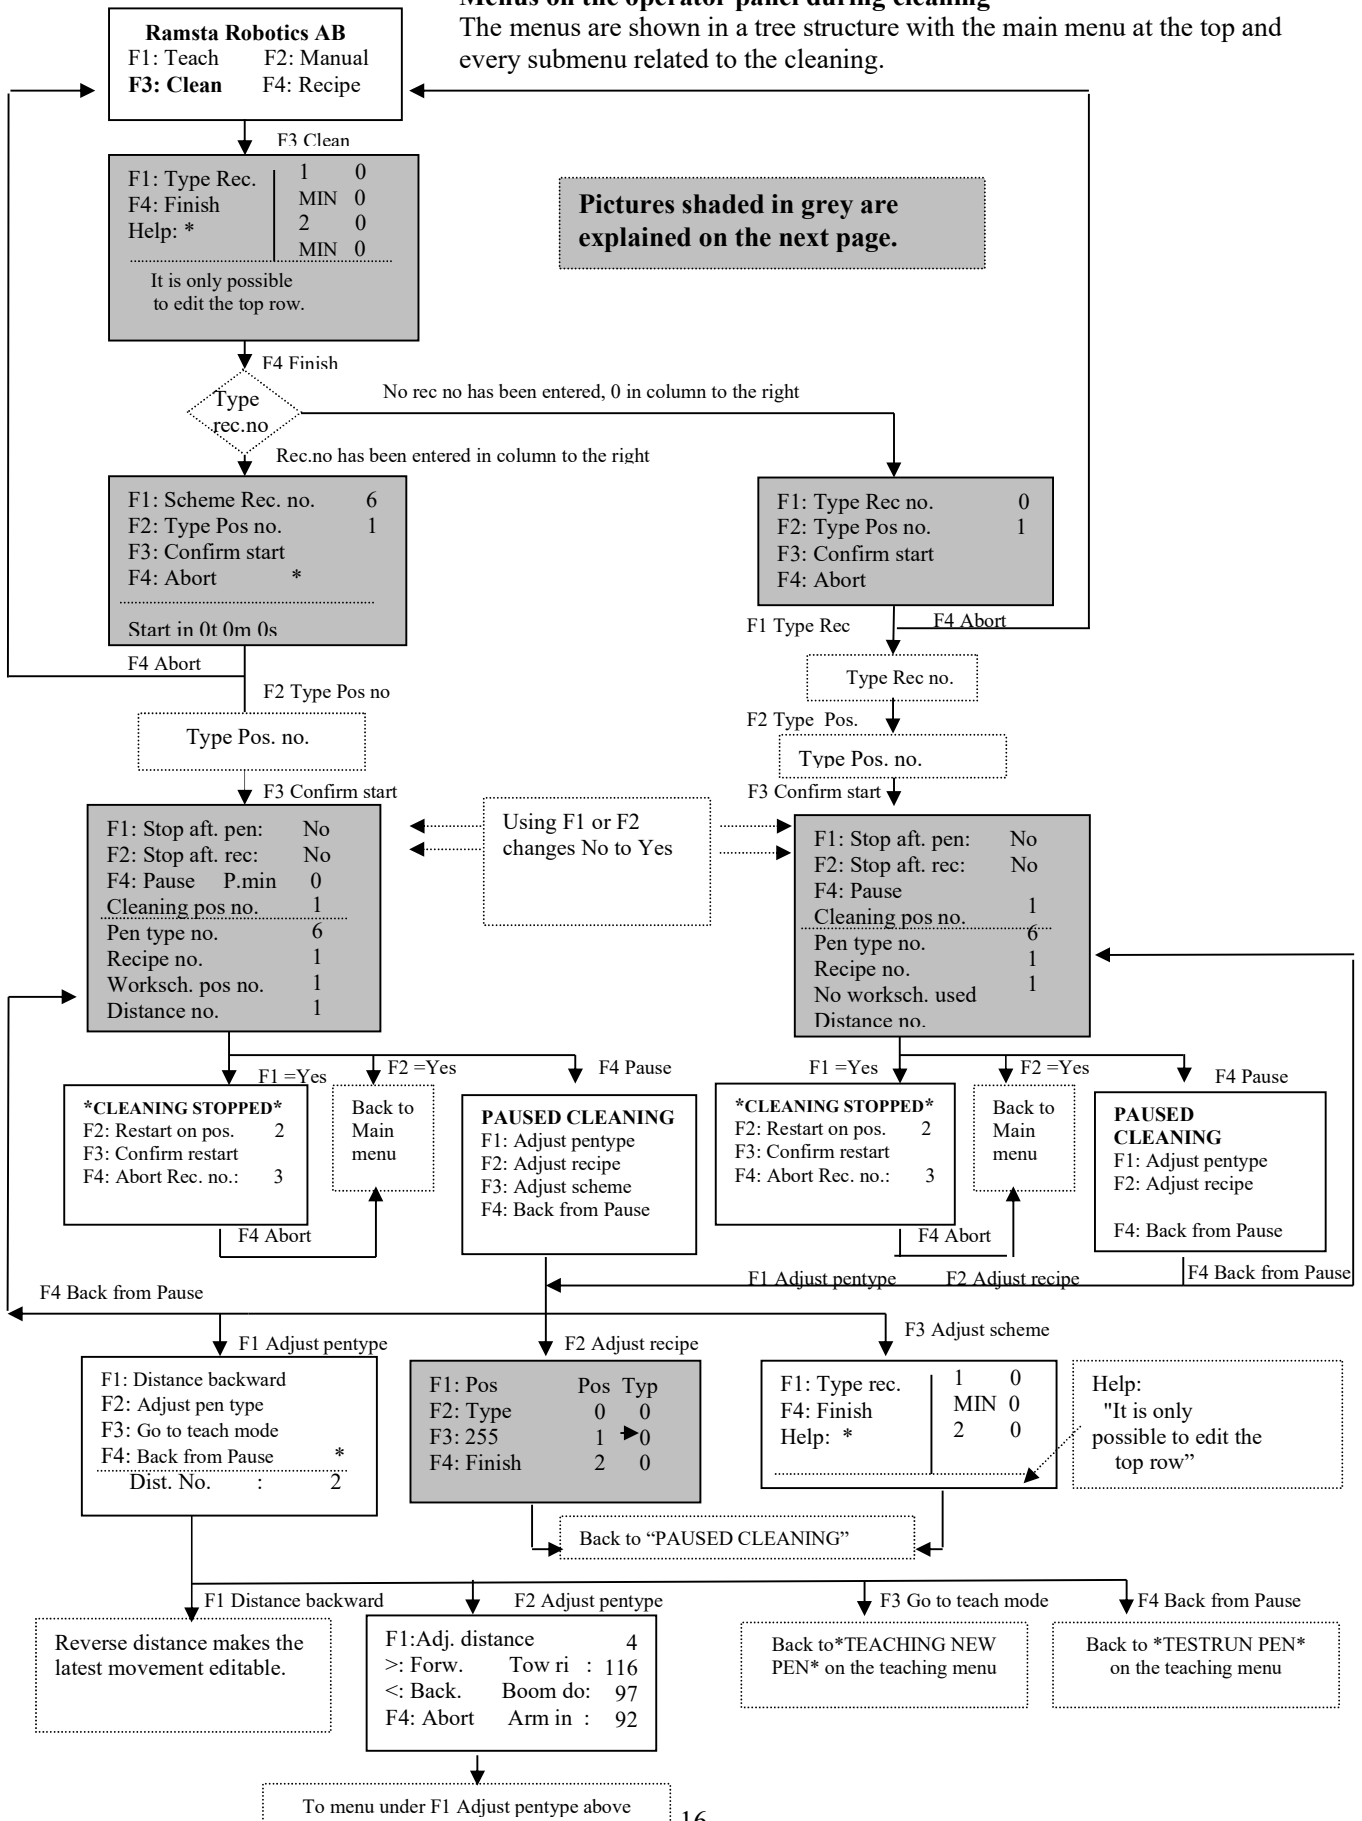 Menus on the operator panel during cleaning
The menus are shown in a tree structure with the main menu at the top and
every submenu related to the cleaning.
Ramsta Robotics AB
F1: Teach F2: Manual
F3: Clean F4: Recipe
F3 Clean
F1: Type Rec. 1 0
F4: Finish MIN 0
Help: * 2 0
MIN 0
It is only possible
to edit the top row.
Pictures shaded in grey are
explained on the next page.
F4 Finish
Type
rec.no
No rec no has been entered, 0 in column to the right
Rec.no has been entered in column to the right
F1: Scheme Rec. no. 6
F2: Type Pos no. 1
F3: Confirm start
F4: Abort *
Start in 0t 0m 0s
F1: Type Rec no. 0
F2: Type Pos no. 1
F3: Confirm start
F4: Abort
F4 Abort
F2 Type Pos no
Type Pos. no.
F3 Confirm start
F1 Type Rec
F4 Abort
Type Rec no.
F2 Type Pos.
Type Pos. no.
F3 Confirm start
F1: Stop aft. pen: No
F2: Stop aft. rec: No
F4: Pause P.min 0
Cleaning pos no. 1
Pen type no. 6
Recipe no. 1
Worksch. pos no. 1
Distance no. 1
Using F1 or F2
changes No to Yes
F1: Stop aft. pen: No
F2: Stop aft. rec: No
F4: Pause
Cleaning pos no. 1
Pen type no. 6
Recipe no. 1
No worksch. used 1
Distance no.
F1 =Yes
F2 =Yes
F4 Pause
*CLEANING STOPPED*
F2: Restart on pos. 2
F3: Confirm restart
F4: Abort Rec. no.: 3
Back to
Main
menu
PAUSED CLEANING
F1: Adjust pentype
F2: Adjust recipe
F3: Adjust scheme
F4: Back from Pause
F4 Abort
F1 =Yes
F2 =Yes
F4 Pause
*CLEANING STOPPED*
F2: Restart on pos. 2
F3: Confirm restart
F4: Abort Rec. no.: 3
Back to
Main
menu
PAUSED
CLEANING
F1: Adjust pentype
F2: Adjust recipe
F4: Back from Pause
F4 Abort
F1 Adjust pentype F2 Adjust recipe
F4 Back from Pause
F4 Back from Pause
F1 Adjust pentype
F2 Adjust recipe
F3 Adjust scheme
F1: Distance backward
F2: Adjust pen type
F3: Go to teach mode
F4: Back from Pause *
Dist. No. : 2
F1: Pos Pos Typ
F2: Type 0 0
F3: 255 1 0
F4: Finish 2 0
F1: Type rec. 1 0
F4: Finish MIN 0
Help: * 2 0
Help:
"It is only
possible to edit the
top row”
Back to “PAUSED CLEANING”
F1 Distance backward
F2 Adjust pentype
F3 Go to teach mode
F4 Back from Pause
Reverse distance makes the
latest movement editable.
F1:Adj. distance 4
>: Forw. Tow ri : 116
<: Back. Boom do: 97
F4: Abort Arm in : 92
Back to*TEACHING NEW
PEN* on the teaching menu
Back to *TESTRUN PEN*
on the teaching menu
To menu under F1 Adjust pentype above
16